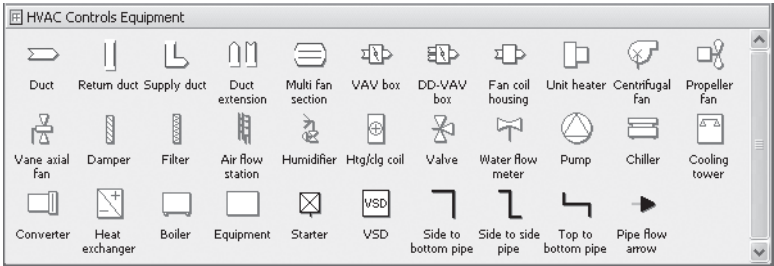 HVAC Controls Equipment
Duct Return duct Supply duct Duct extension Multi fan section VAV box DD-VAV box Fan coil housing Unit heater Centrifugal fan Propeller fan
Vane axial fan Damper Filter Air flow station Humidifier Htg/clg coil Valve Water flow meter Pump Chiller Cooling tower
VSD
Converter Heat exchanger Boiler Equipment Starter VSD Side to bottom pipe Side to side pipe Top to bottom pipe Pipe flow arrow